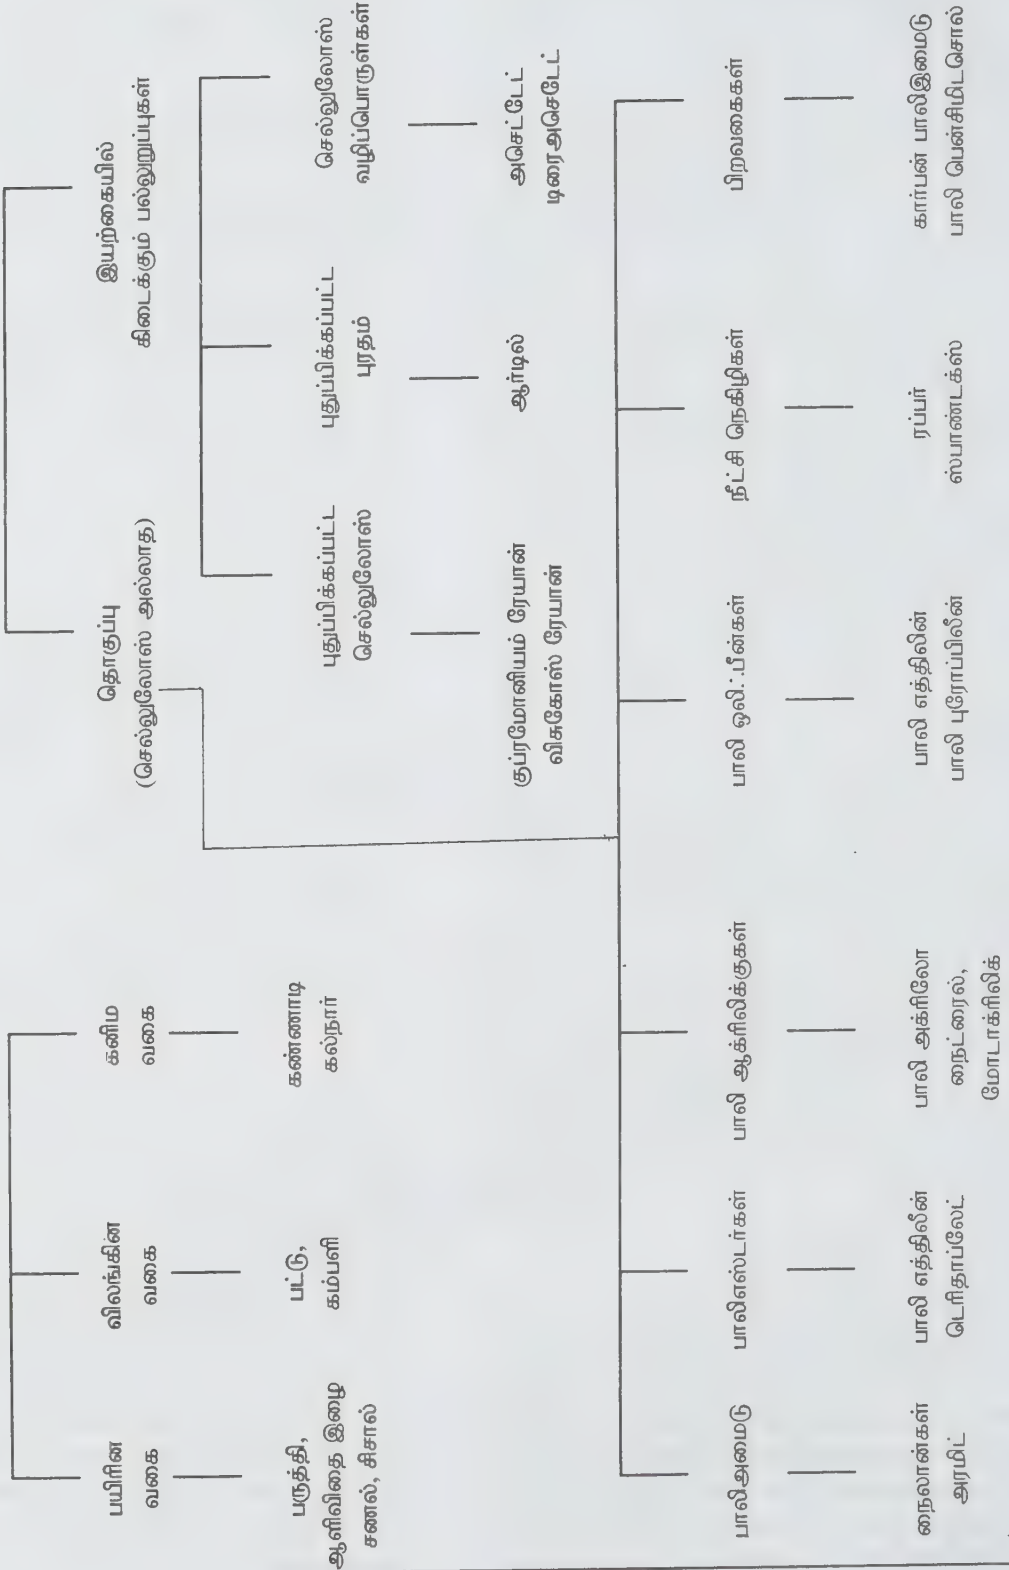 பயிரின
வகை
விலங்கின
வகை
கனிம
வகை
தொகுப்பு
(செல்லுலோஸ் அல்லாத)
இயற்கையில்
கிடைக்கும் பல்லுறுப்புகள்
பருத்தி,
ஆளிவிதை இழை
சணல், சிசால்
பட்டு,
கம்பளி
கண்ணாடி
கல்நார்
புதுப்பிக்கப்பட்ட
செல்லுலோஸ்
புதுப்பிக்கப்பட்ட
புரதம்
செல்லுலோஸ்
வழிப்பொருள்கள்
குப்ரமோனியம் ரேயான்
விசுகோஸ் ரேயான்
ஆர்டில்
அசெட்டேட்
டிரைஅசெடேட்
பாலிஅமைடு
பாலிஎஸ்டர்கள்
பாலி ஆக்ரிலிக்குகள்
பாலி ஒலிஃபீன்கள்
நீட்சி நெகிழிகள்
பிறவகைகள்
நைலான்கள்
அரமிட்
பாலி எத்திலீன்
டெரிதாப்லேட்
பாலி அக்ரிலோ
நைட்ரைல்,
மோடாக்ரிலிக்
பாலி எத்திலின்
பாலி புரோப்பிலீன்
ரப்பர்
ஸ்பாண்டக்ஸ்
கார்பன் பாலிஇமைடு
பாலி பென்சிமிடசொல்